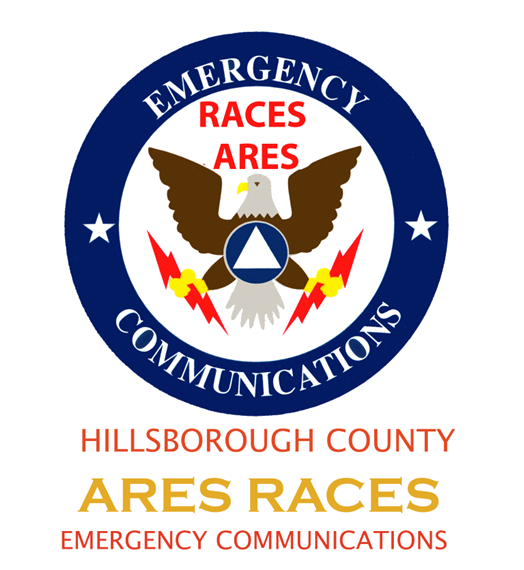 EMERGENCY
RACES
ARES
COMMUNICATIONS
HILLSBOROUGH COUNTY
ARES RACES
EMERGENCY COMMUNICATIONS